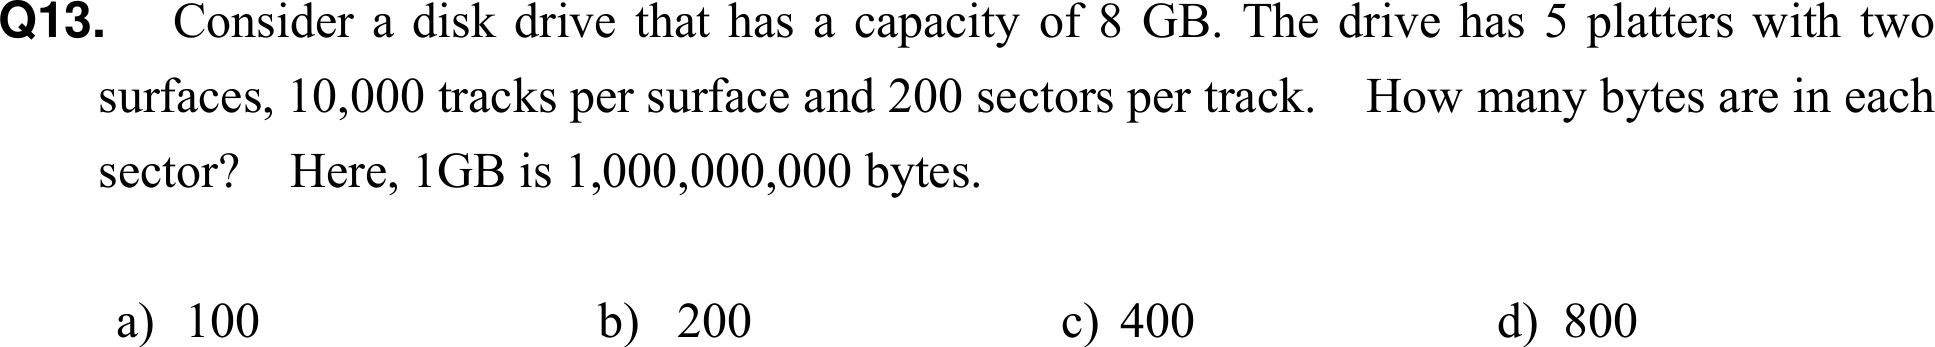 Q13. Consider a disk drive that has a capacity of 8 GB. The drive has 5 platters with two
surfaces, 10,000 tracks per surface and 200 sectors per track. How many bytes are in each
sector? Here, 1GB is 1,000,000,000 bytes.
a) 100 b) 200 c) 400 d) 800